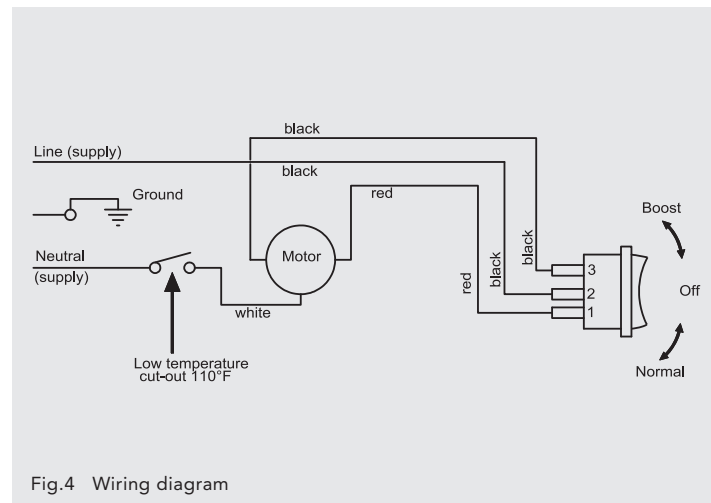 black
Line (supply)
black
Ground
red
Boost
Neutral
(supply)
Motor
white
red
black
black
3
2
1
Off
Normal
Low temperature
cut-out 110°F
Fig.4 Wiring diagram